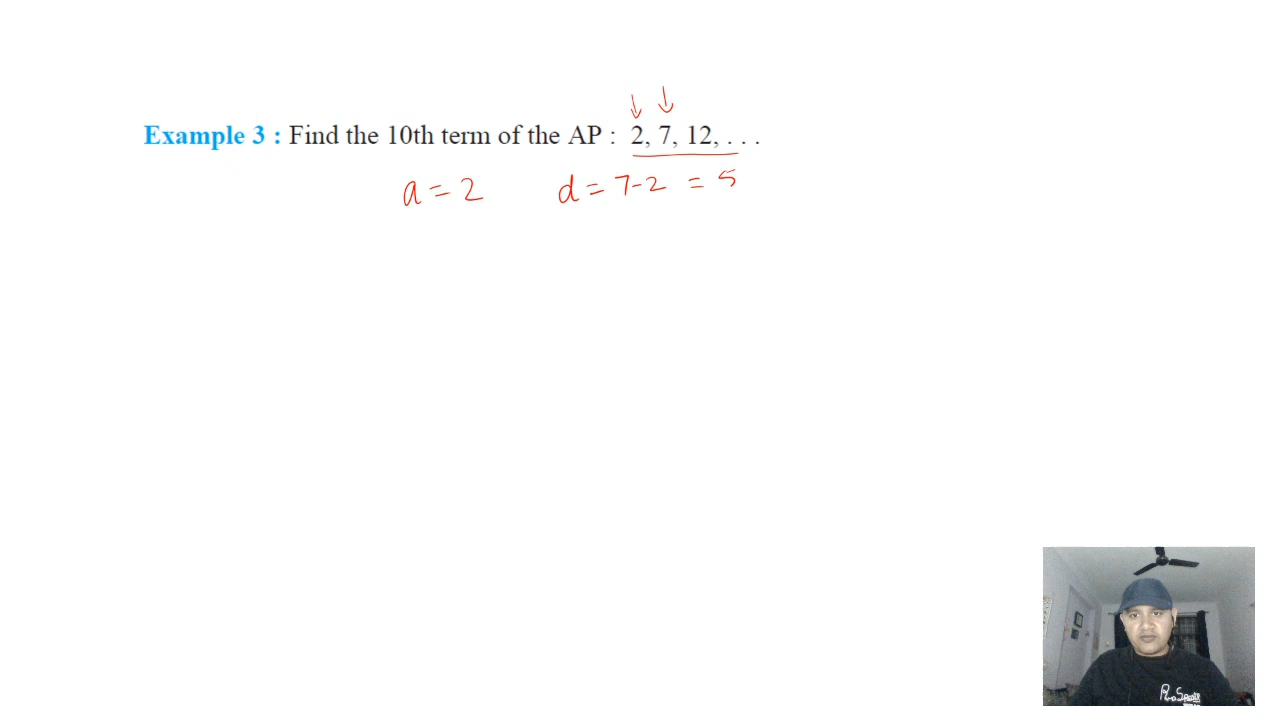 Example 3 : Find the 10th term of the AP : 2, 7, 12, . . .
a = 2 d = 7-2 = 5